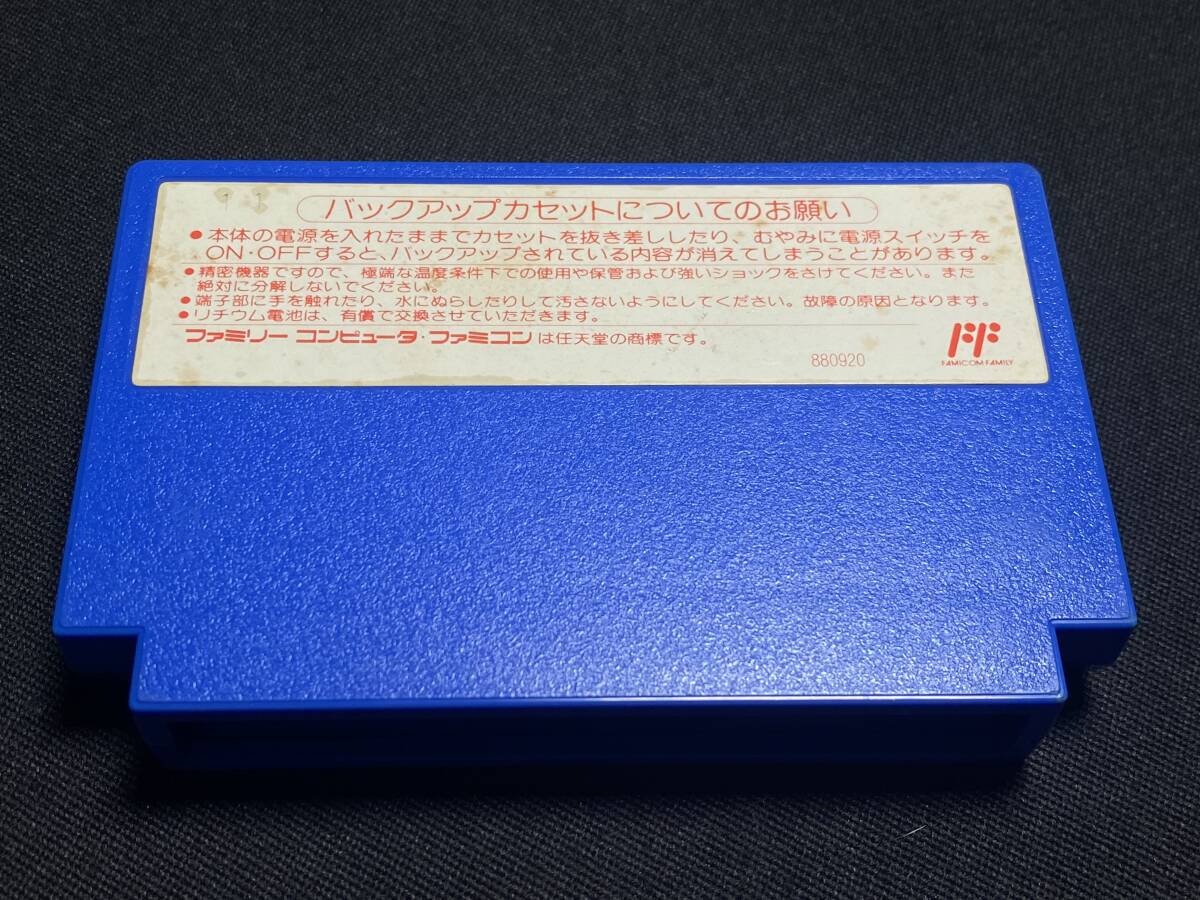 11
バックアップカセットについてのお願い
●本体の電源を入れたままでカセットを抜き差ししたり、むやみに電源スイッチを
ON・OFFすると、バックアップされている内容が消えてしまうことがあります。
●精密機器ですので、極端な温度条件下での使用や保管および強いショックをさけてください。また
絶対に分解しないでください。
●端子部に手を触れたり、水にぬらしたりして汚さないようにしてください。故障の原因となります。
●リチウム電池は、有償で交換させていただきます。
ファミリー コンピュータ・ファミコンは任天堂の商標です。
880920
FAMICOM FAMILY